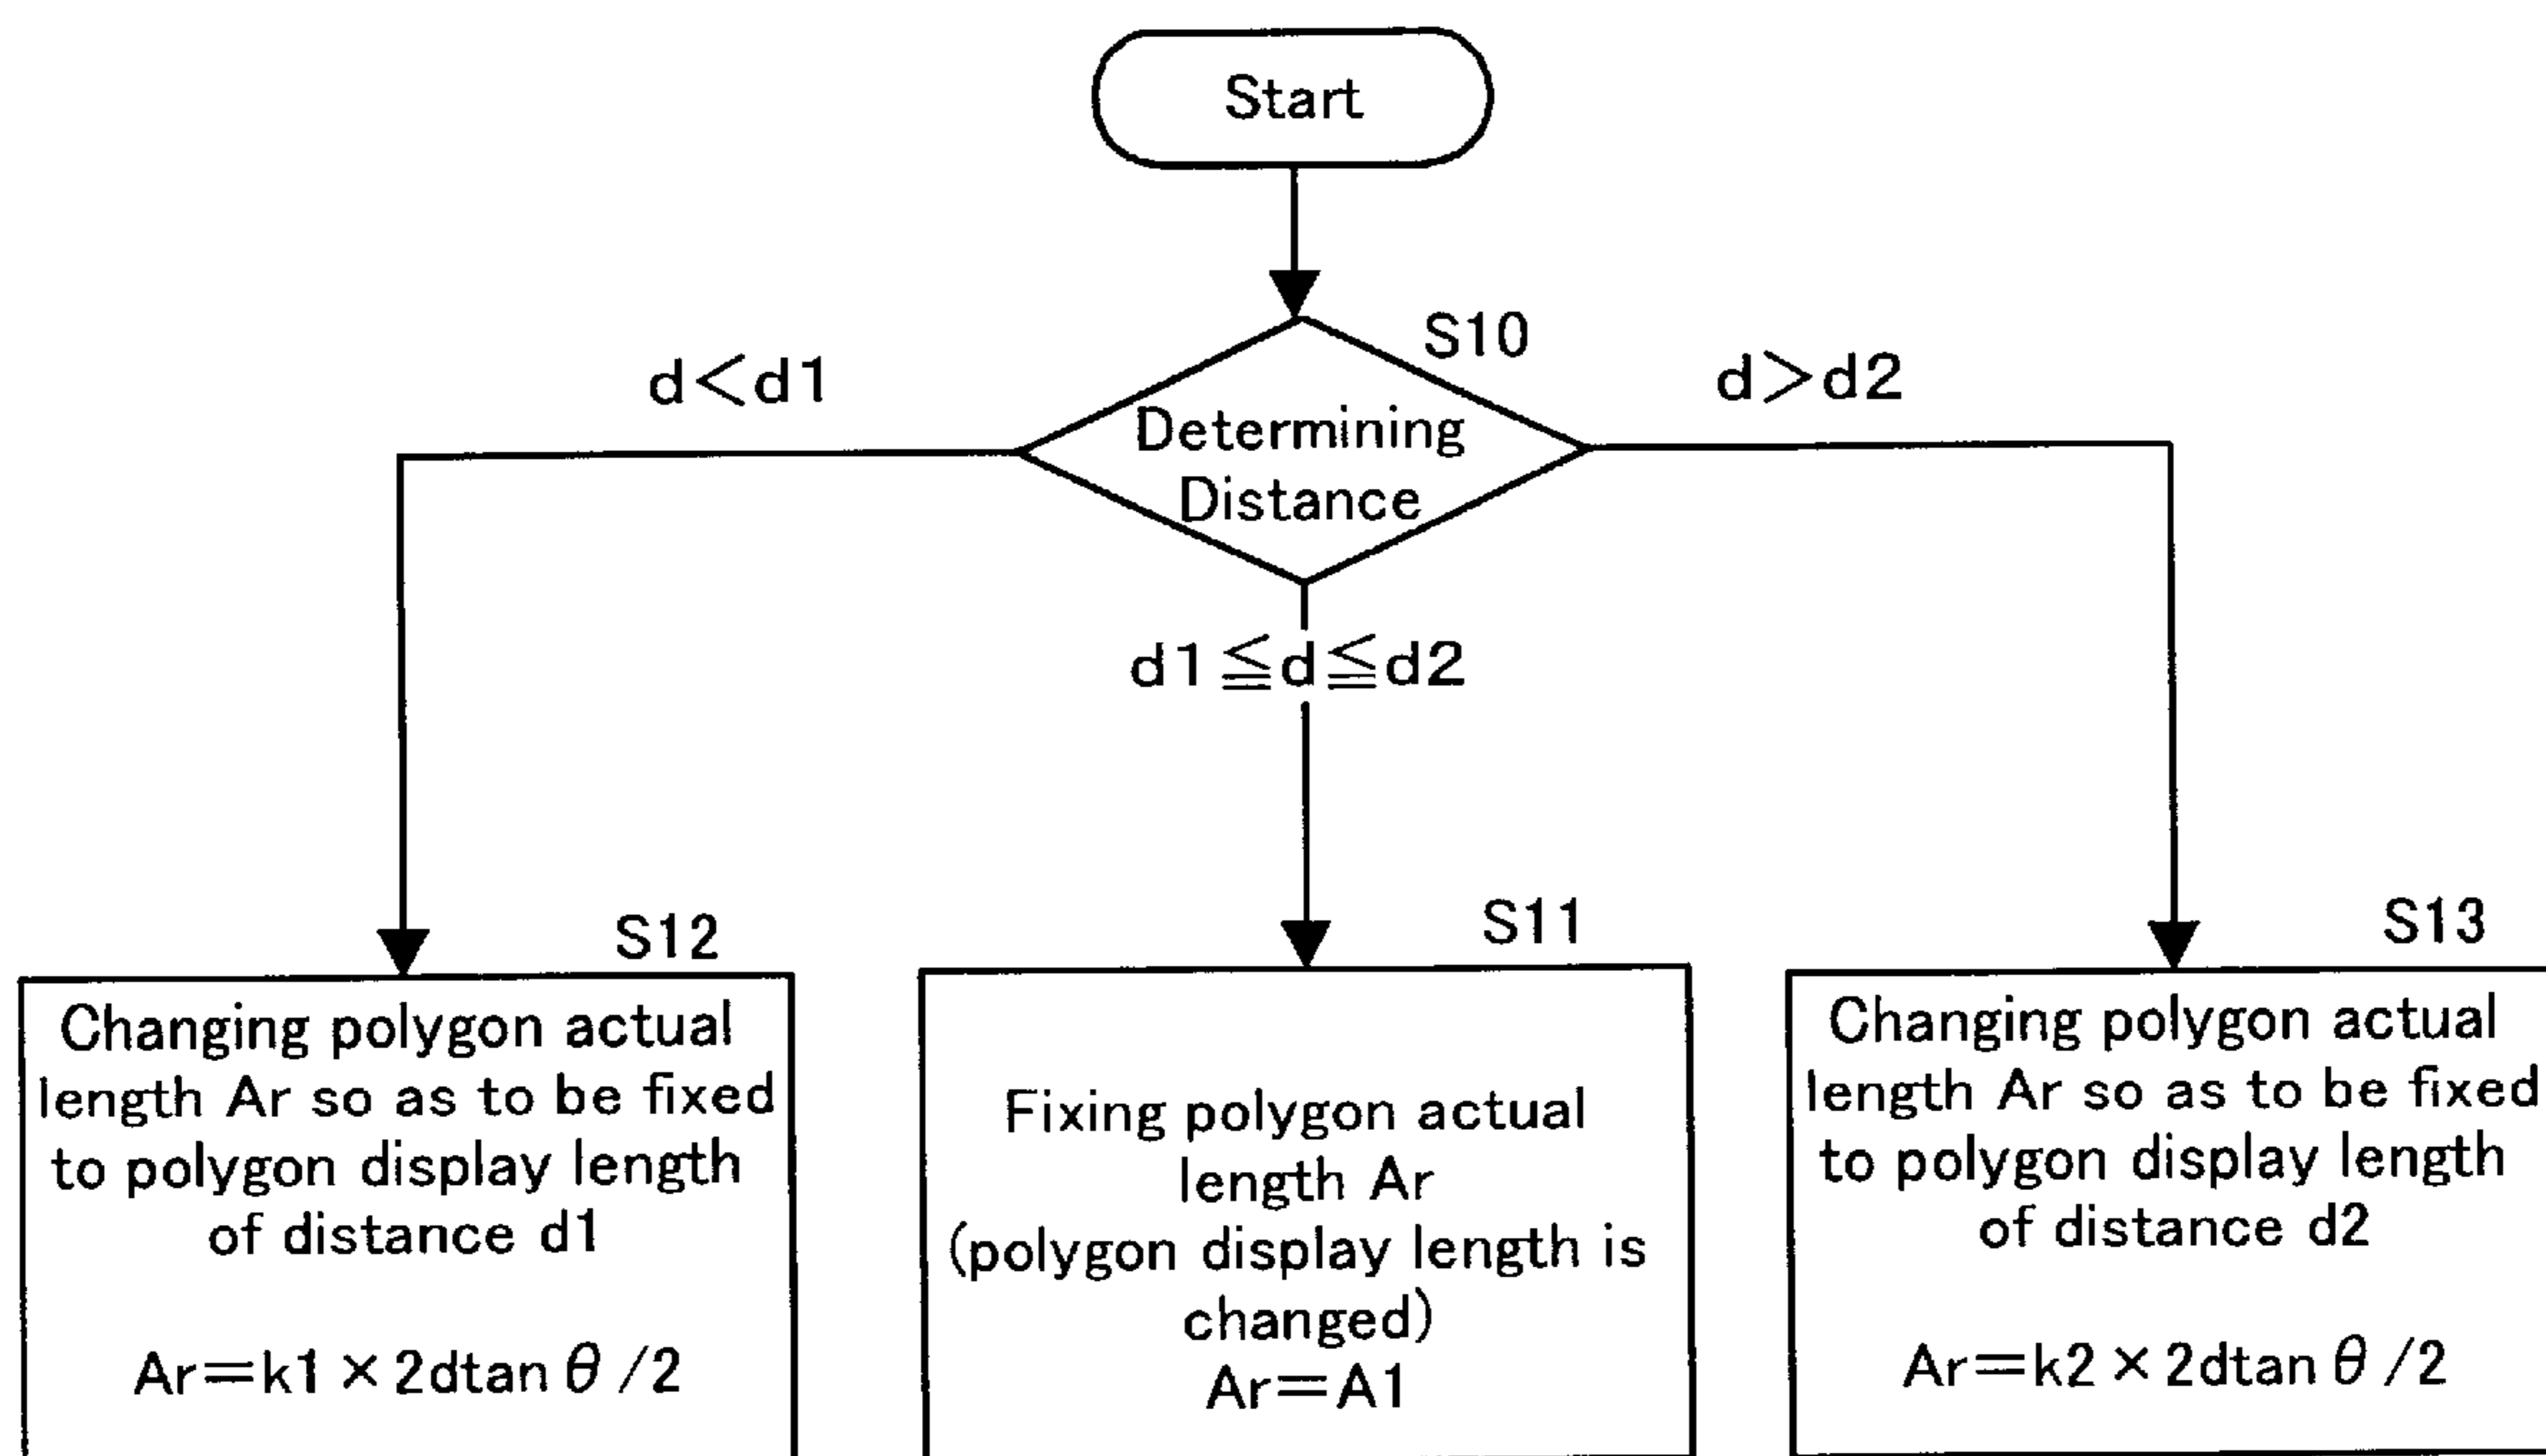 Start
S10
d<d1
d>d2
Determining
Distance
d1≦d≦d2
S12
S11
S13
Changing polygon actual
length Ar so as to be fixed
to polygon display length
of distance d1
Ar=k1×2dtanθ/2
Fixing polygon actual
length Ar
(polygon display length is
changed)
Ar=A1
Changing polygon actual
length Ar so as to be fixed
to polygon display length
of distance d2
Ar=k2×2dtanθ/2